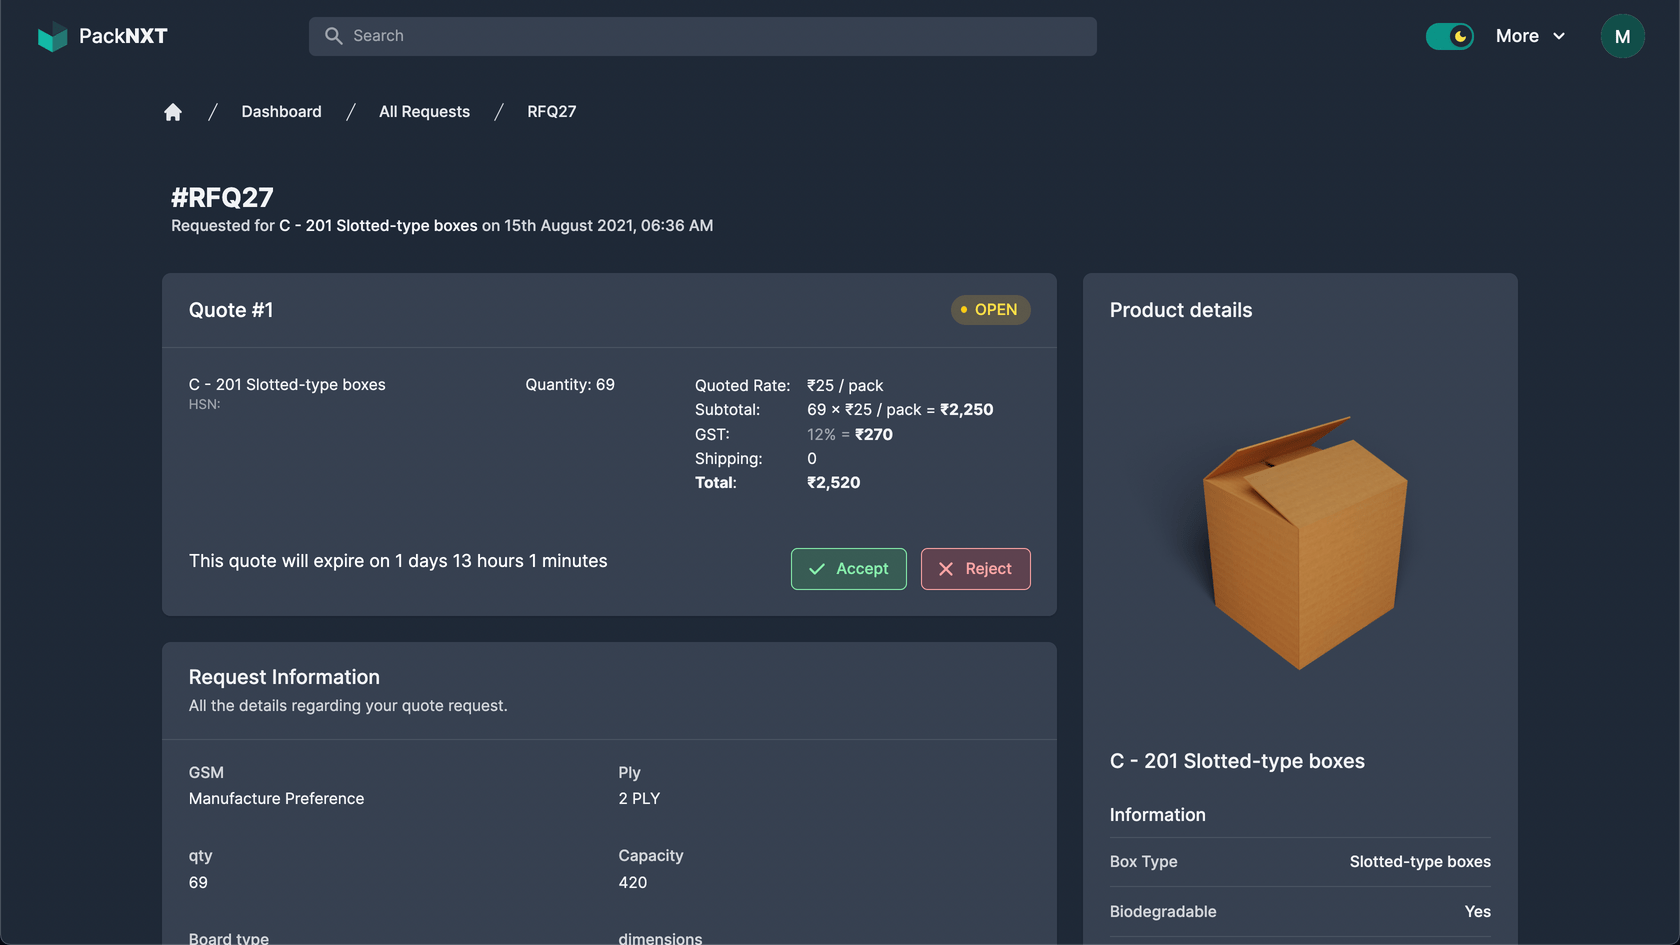 PackNXT
Search
More
M
/ Dashboard / All Requests / RFQ27
#RFQ27
Requested for C - 201 Slotted-type boxes on 15th August 2021, 06:36 AM
Quote #1
OPEN
C - 201 Slotted-type boxes
HSN:
Quantity: 69
Quoted Rate: ₹25 / pack
Subtotal: 69 × ₹25 / pack = ₹2,250
GST: 12% = ₹270
Shipping: 0
Total: ₹2,520
This quote will expire on 1 days 13 hours 1 minutes
Accept
Reject
Request Information
All the details regarding your quote request.
GSM
Manufacture Preference
Ply
2 PLY
qty
69
Capacity
420
Board type
dimensions
Product details
C - 201 Slotted-type boxes
Information
Box Type Slotted-type boxes
Biodegradable Yes